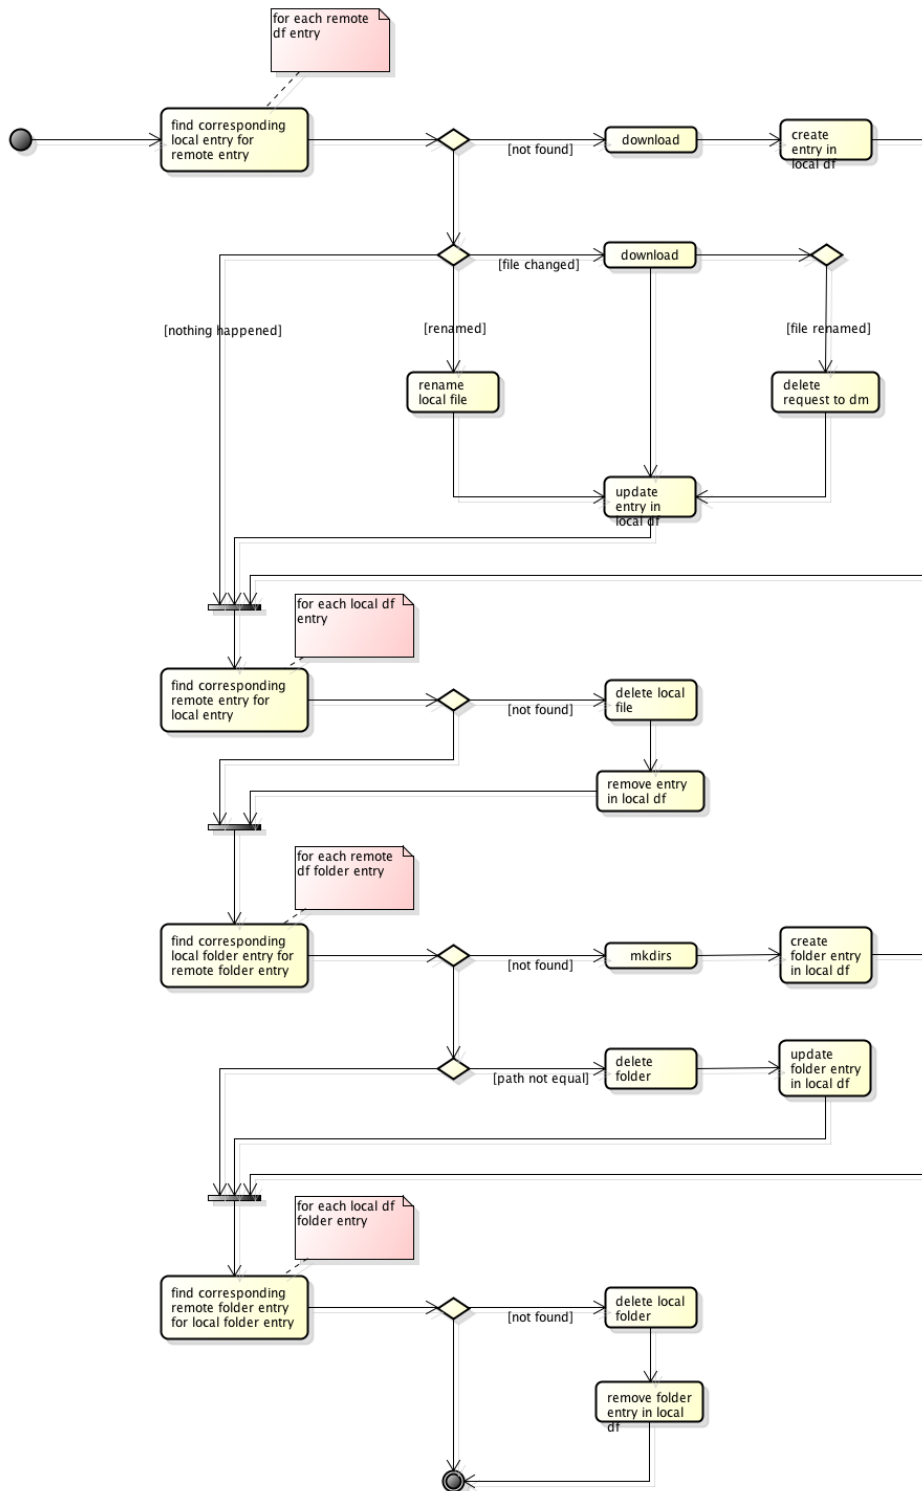 for each remote
df entry
find corresponding
local entry for
remote entry
[not found]
download
create
entry in
local df
[file changed]
download
[nothing happened]
[renamed]
[file renamed]
rename
local file
delete
request to dm
update
entry in
local df
for each local df
entry
find corresponding
remote entry for
local entry
[not found]
delete local
file
remove entry
in local df
for each remote
df folder entry
find corresponding
local folder entry for
remote folder entry
[not found]
mkdirs
create
folder entry
in local df
[path not equal]
delete
folder
update
folder entry
in local df
for each local df
folder entry
find corresponding
remote folder entry
for local folder entry
[not found]
delete local
folder
remove folder
entry in local
df